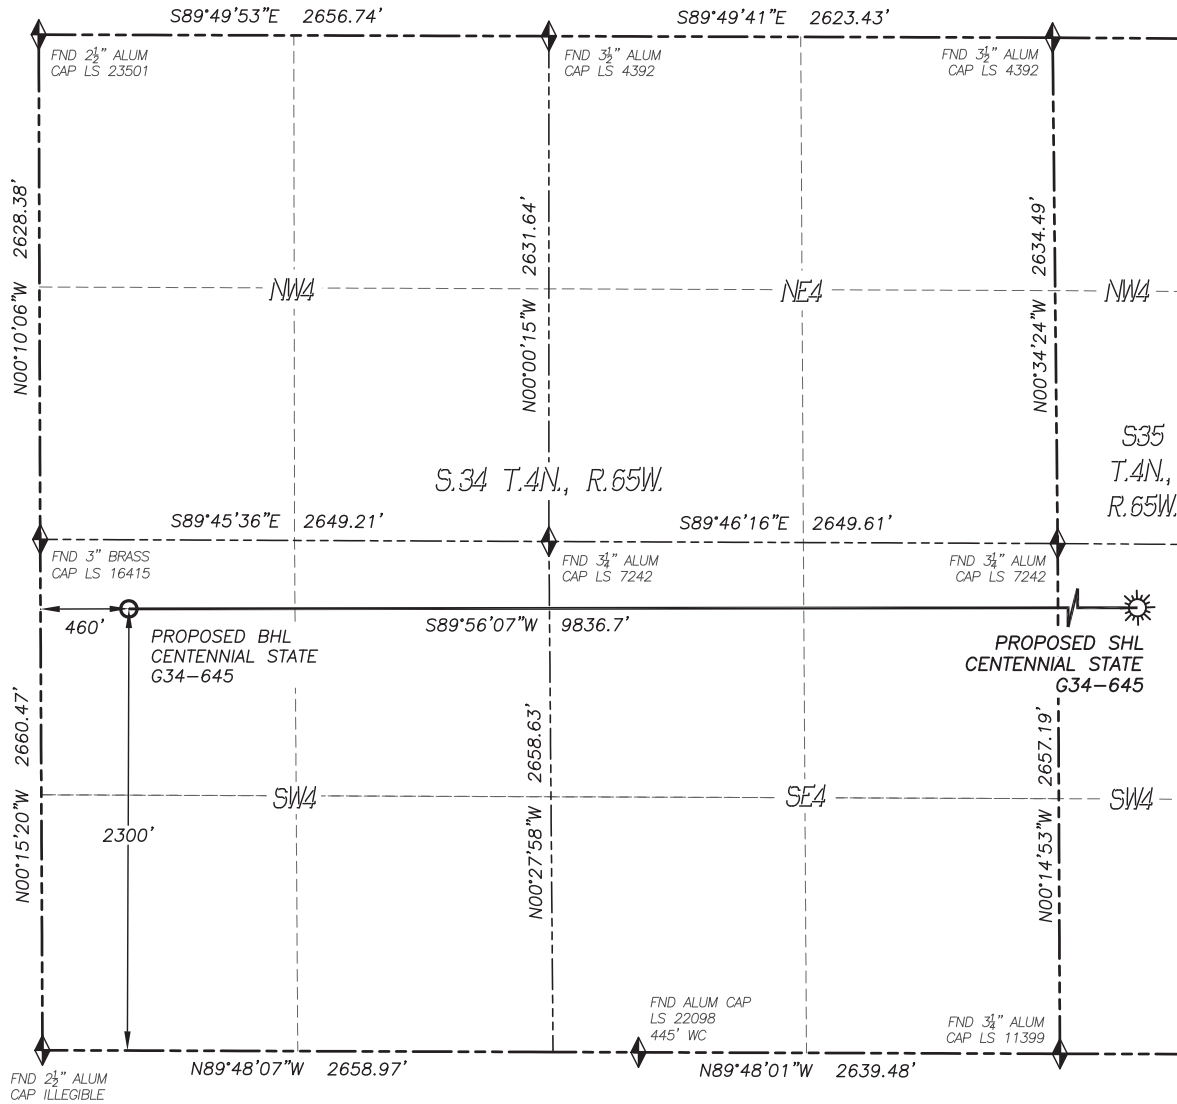 S89°49'53"E 2656.74'
S89°49'41" E 2623.43'
FND 2½" ALUM
CAP LS 23501
FND 3½" ALUM
CAP LS 4392
FND 3½" ALUM
CAP LS 4392
N00°10'06"W 2628.38'
N00°00'15"W 2631.64'
N00°34'24"W 2634.49'
NW4
NE4
NW4
S.34 T.4N., R.65W.
S35
T.4N.,
R.65W.
S89°45'36"E 2649.21'
S89°46'16"E 2649.61'
FND 3" BRASS
CAP LS 16415
FND 3¼" ALUM
CAP LS 7242
FND 3¼" ALUM
CAP LS 7242
460'
S89°56'07"W 9836.7'
PROPOSED BHL
CENTENNIAL STATE
G34-645
PROPOSED SHL
CENTENNIAL STATE
G34-645
N00°15'20"W 2660.47'
N00°27'58"W 2658.63'
N00°14'53"W 2657.19'
SW4
SE4
SW4
2300'
FND ALUM CAP
LS 22098
445' WC
FND 3¼" ALUM
CAP LS 11399
N89°48'07"W 2658.97'
N89°48'01"W 2639.48'
FND 2½" ALUM
CAP ILLEGIBLE